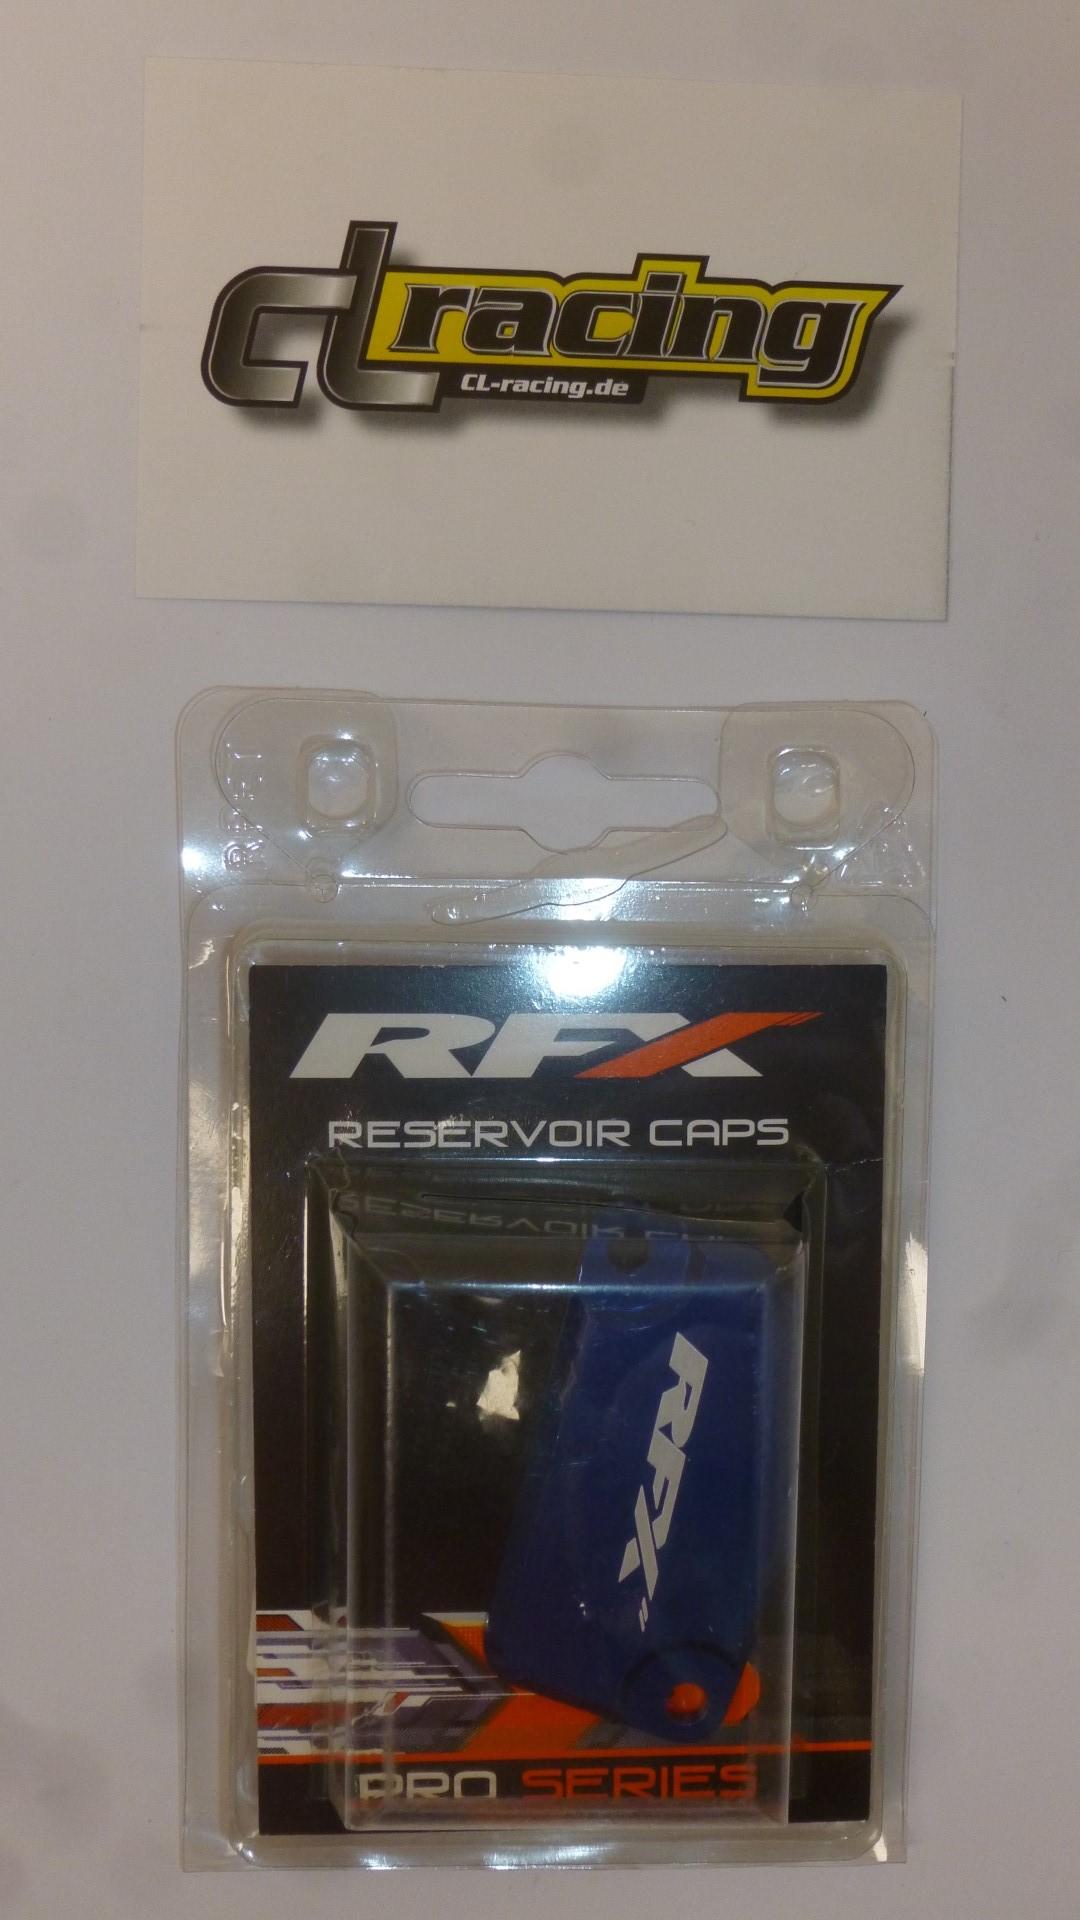 CL racing
CL-racing.de
RFX
RESERVOIR CAPS
RFX
PRO SERIES